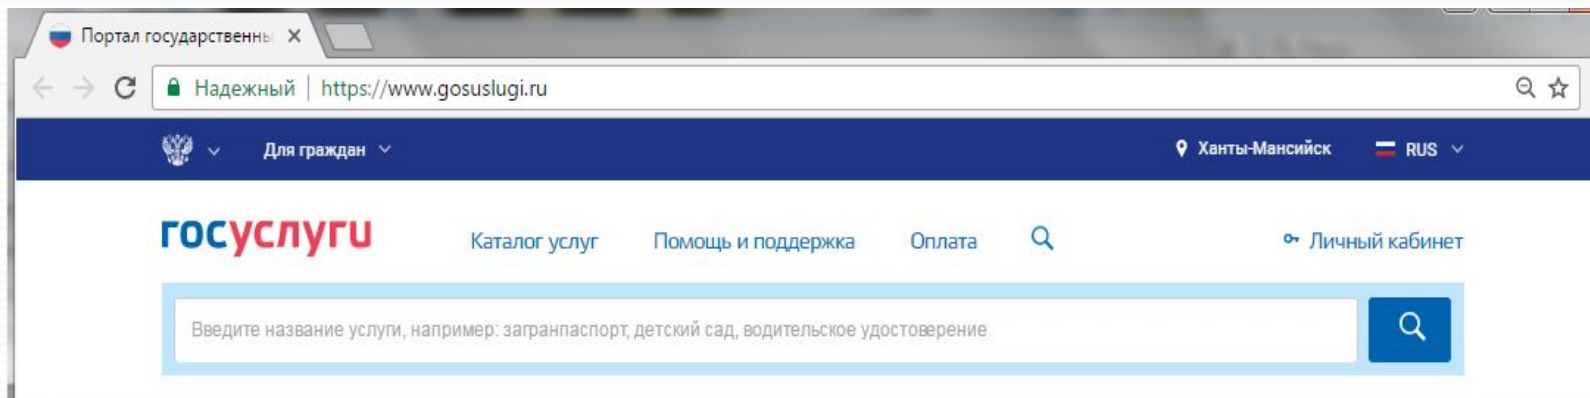 Портал государственны
Надежный | https://www.gosuslugi.ru
Для граждан Ханты-Мансийск RUS
госуслуги Каталог услуг Помощь и поддержка Оплата Личный кабинет
Введите название услуги, например: загранпаспорт, детский сад, водительское удостоверение